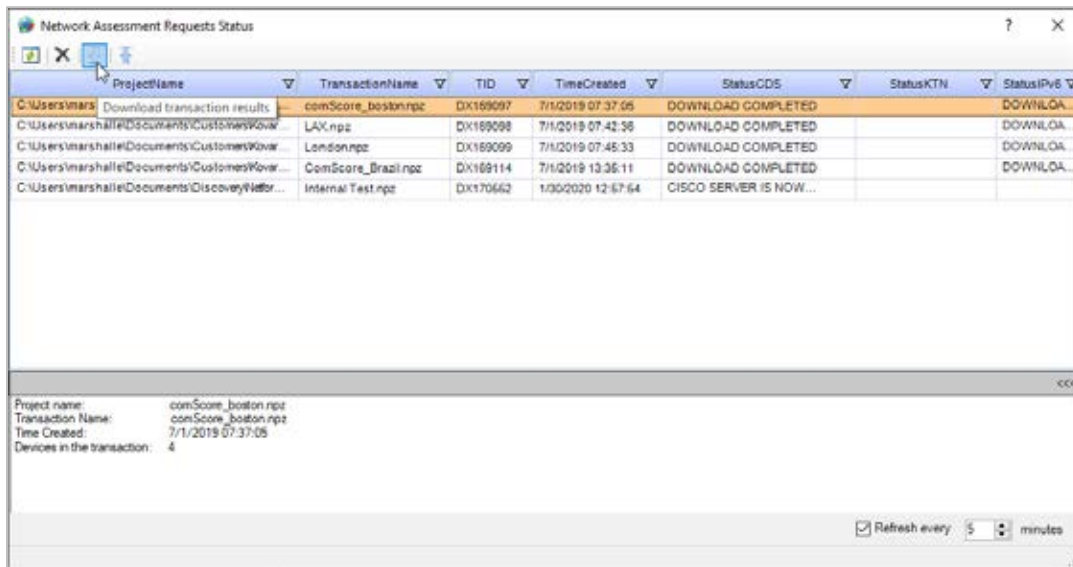 Network Assessment Requests Status
? ×
ProjectName TransactionName TID TimeCreated StatusCDS StatusKTN StatusIPv6
Download transaction results
C:\Users\mars comScore_boston.npz DX169097 7/1/2019 07:37:05 DOWNLOAD COMPLETED DOWNLOA...
C:\Users\marshalle\Documents\Customers\Kovar... LAX.npz DX169098 7/1/2019 07:42:36 DOWNLOAD COMPLETED DOWNLOA...
C:\Users\marshalle\Documents\Customers\Kovar... London.npz DX169099 7/1/2019 07:45:33 DOWNLOAD COMPLETED DOWNLOA...
C:\Users\marshalle\Documents\Customers\Kovar... ComScore_Brazil.npz DX169114 7/1/2019 13:35:11 DOWNLOAD COMPLETED DOWNLOA...
C:\Users\marshalle\Documents\Discovery\Netfor... Internal Test.npz DX170552 1/30/2020 12:57:54 CISCO SERVER IS NOW...
<<<
Project name: comScore_boston.npz
Transaction Name: comScore_boston.npz
Time Created: 7/1/2019 07:37:05
Devices in the transaction: 4
Refresh every 5 minutes